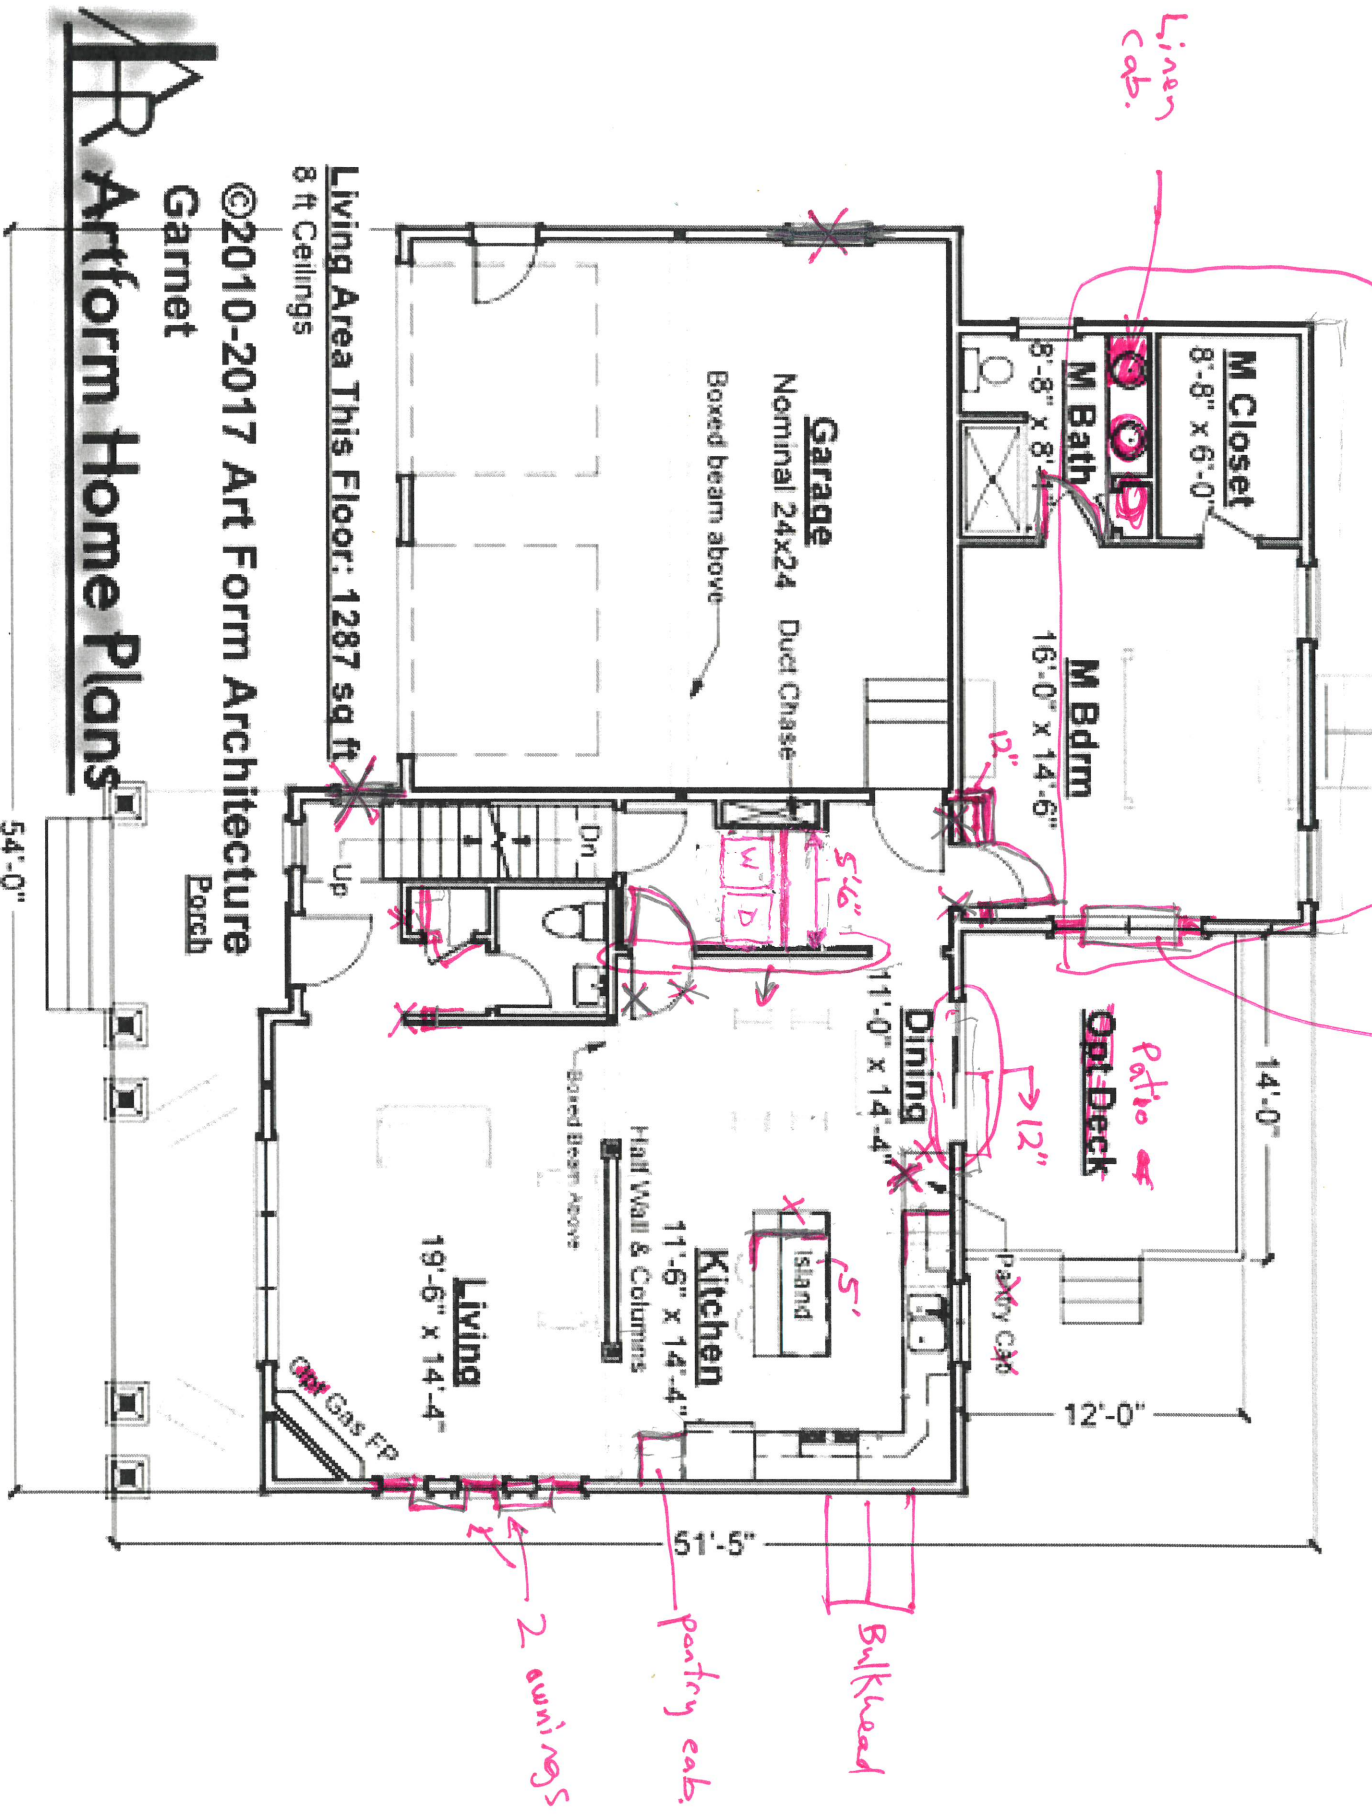 Linen
cab.
M Closet
8'-8" x 6'-0"
M Bath
8'-8" x 8'-
M Bdrm
16'-0" x 14'-6"
12"
14'-0"
Opt Deck
Patio
12'-0"
12"
Garage
Nominal 24x24
Duct Chase
Boxed beam above
5'6"
W
D
Dining
11'-0" x 14'-4"
Pantry Cab
Island
5'
Kitchen
11'-6" x 14'-4"
Half Wall & Columns
Boxed Beam Above
Living
19'-6" x 14'-4"
Opt Gas FP
Dn
Up
Porch
Bulkhead
pantry cab.
2 awnings
51'-5"
54'-0"
Living Area This Floor: 1287 sq ft
8 ft Ceilings
©2010-2017 Art Form Architecture
Garnet
Artform Home Plans